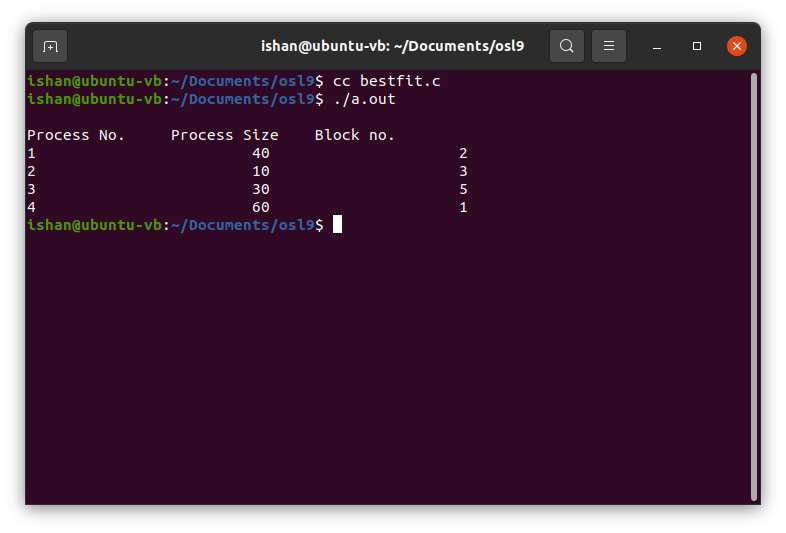 ishan@ubuntu-vb: ~/Documents/osl9
ishan@ubuntu-vb:~/Documents/osl9$ cc bestfit.c
ishan@ubuntu-vb:~/Documents/osl9$ ./a.out
Process No.     Process Size    Block no.
1                        40                     2
2                        10                     3
3                        30                     5
4                        60                     1
ishan@ubuntu-vb:~/Documents/osl9$